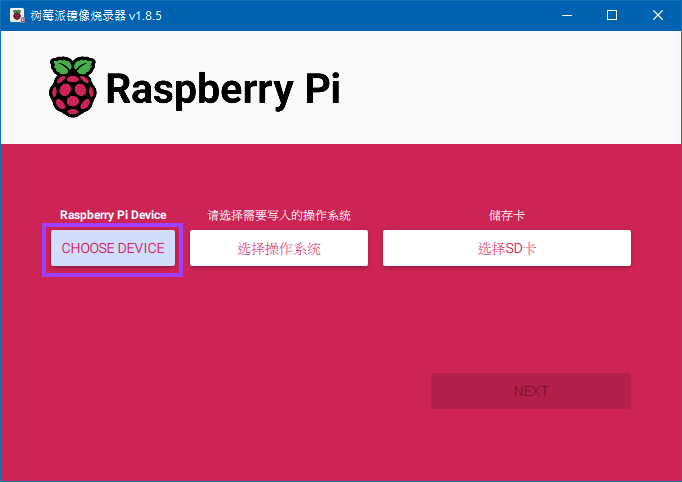 树莓派镜像烧录器 v1.8.5
Raspberry Pi
Raspberry Pi Device
请选择需要写入的操作系统
储存卡
CHOOSE DEVICE
选择操作系统
选择SD卡
NEXT